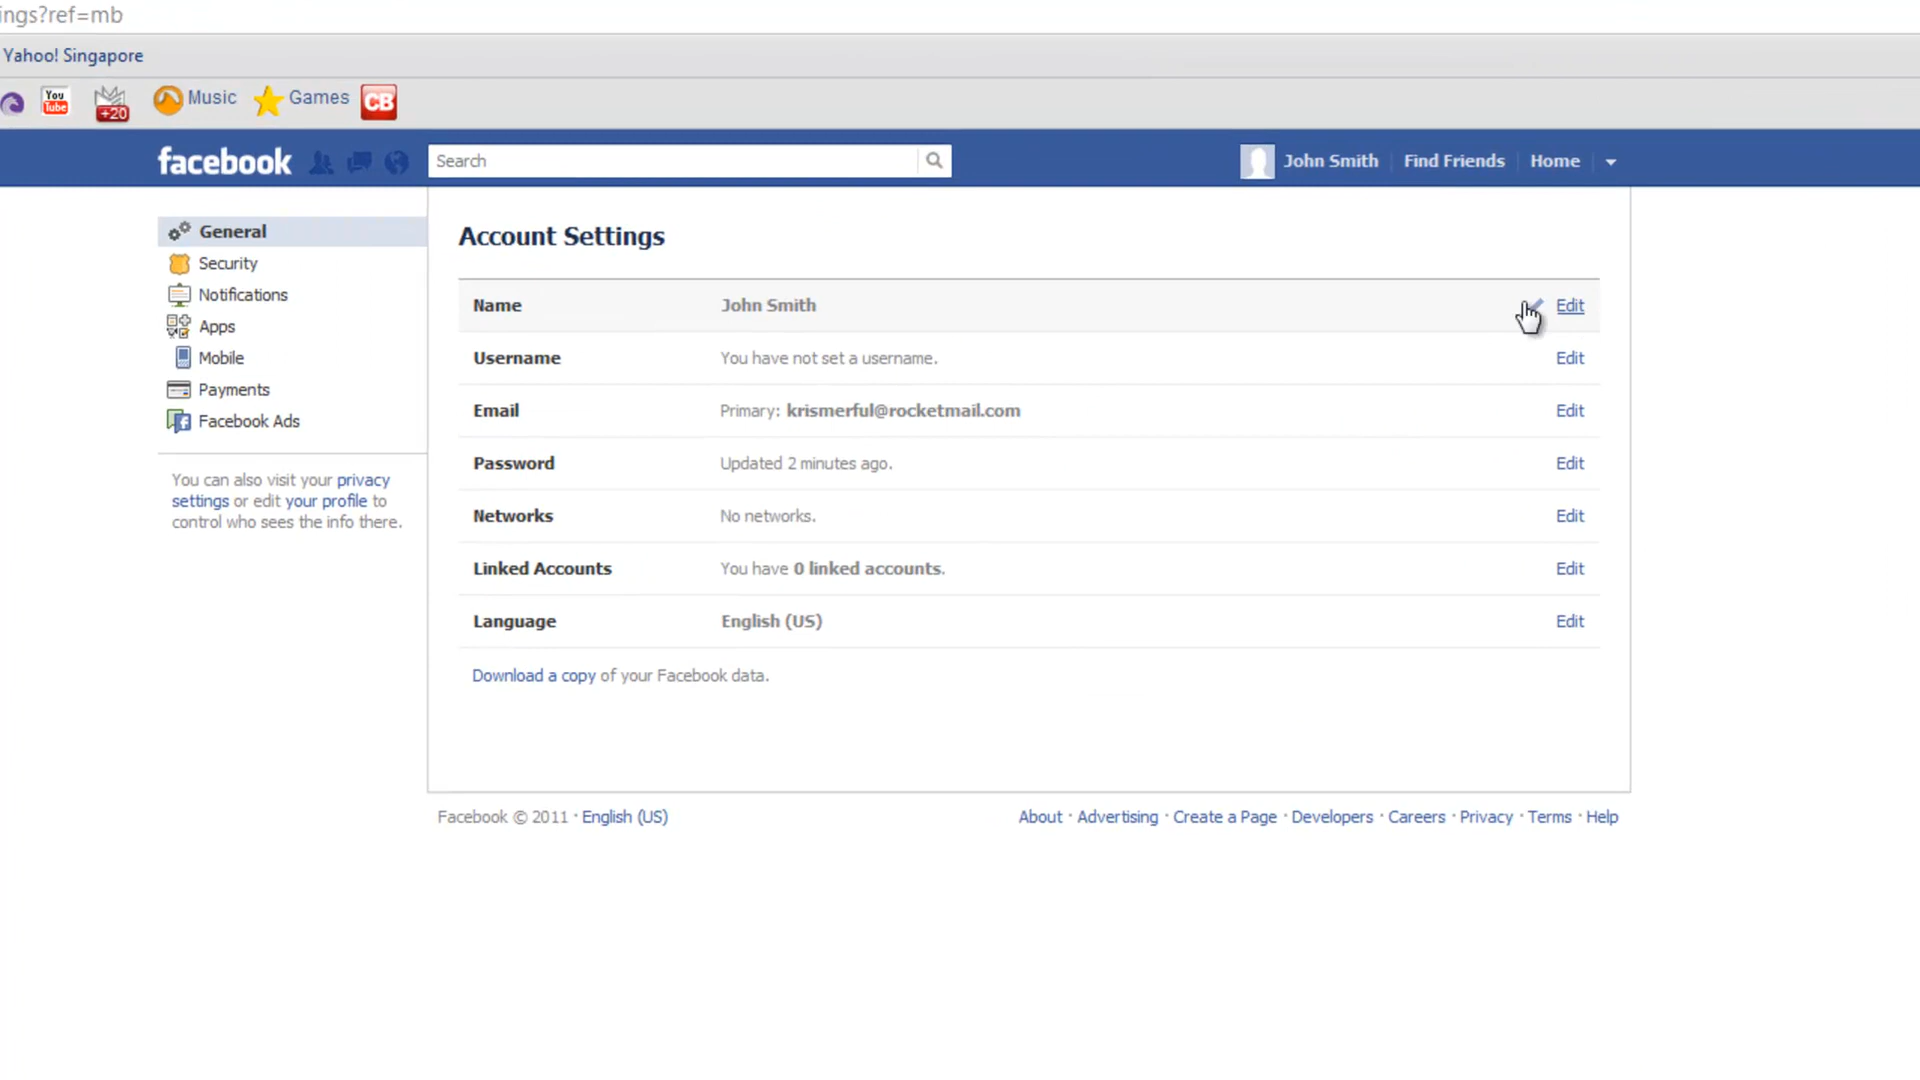 ings?ref=mb
Yahoo! Singapore
You Tube +20 Music Games CB
facebook Search John Smith Find Friends Home
General
Security
Notifications
Apps
Mobile
Payments
Facebook Ads
You can also visit your privacy
settings or edit your profile to
control who sees the info there.
Account Settings
Name John Smith Edit
Username You have not set a username. Edit
Email Primary: krismerful@rocketmail.com Edit
Password Updated 2 minutes ago. Edit
Networks No networks. Edit
Linked Accounts You have 0 linked accounts. Edit
Language English (US) Edit
Download a copy of your Facebook data.
Facebook © 2011 · English (US) About · Advertising · Create a Page · Developers · Careers · Privacy · Terms · Help